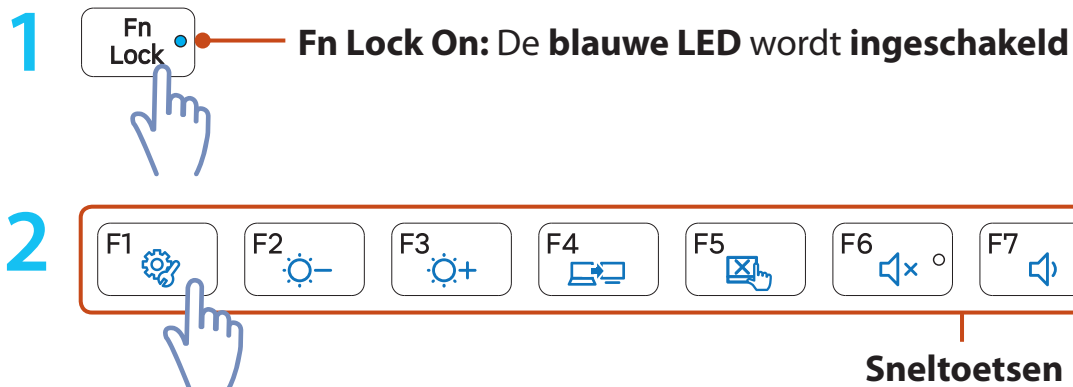 1
Fn
Lock
Fn Lock On: De blauwe LED wordt ingeschakeld
2
F1 F2 F3 F4 F5 F6 F7
Sneltoetsen